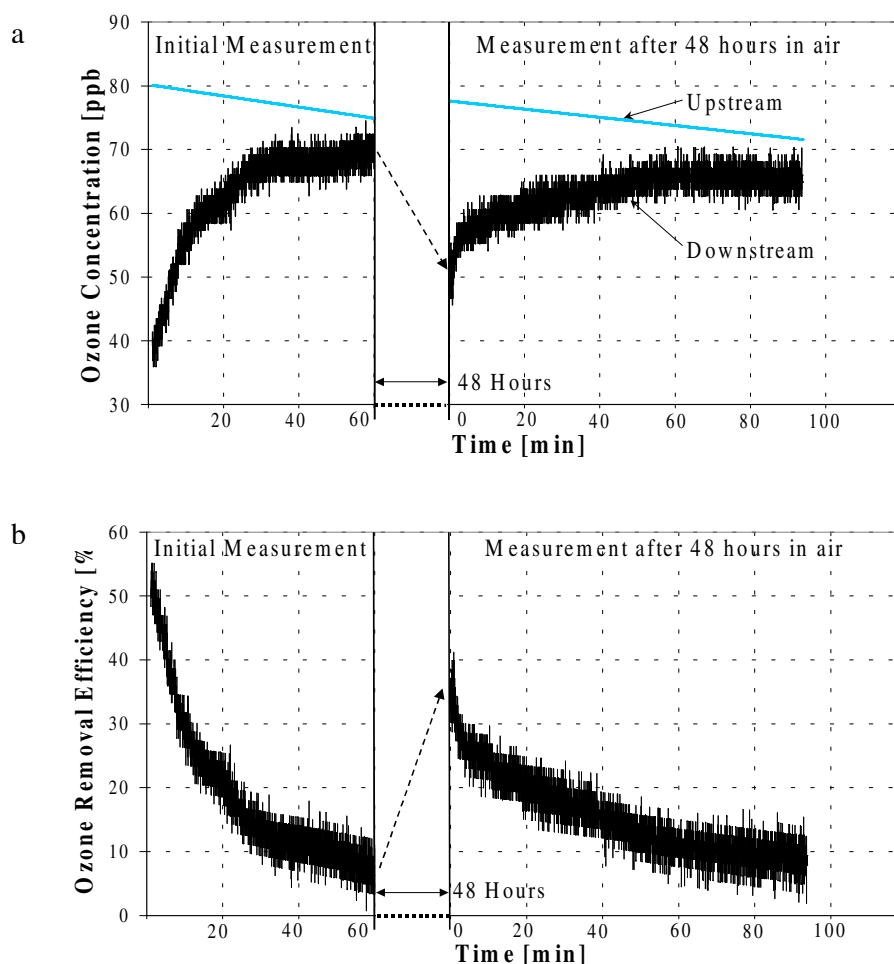 a
Ozone Concentration [ppb]
90
80
70
60
50
40
30
Initial Measurement
Measurement after 48 hours in air
Upstream
Downstream
48 Hours
20 40 60 0 20 40 60 80 100
Time [min]
b
Ozone Removal Efficiency [%
60
50
40
30
20
10
0
Initial Measurement
Measurement after 48 hours in air
48 Hours
20 40 60 0 20 40 60 80 100
Time [min]